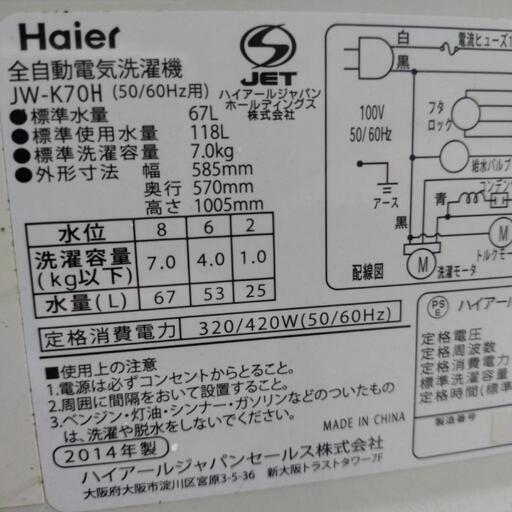 Haier
JET
全自動電気洗濯機
JW-K70H (50/60Hz用)
ハイアールジャパン
ホールディングス
株式会社
●標準水量 67L
●標準使用水量 118L
●標準洗濯容量 7.0kg
●外形寸法 幅 585mm
奥行 570mm
高さ 1005mm
水位 8 6 2
洗濯容量(kg以下) 7.0 4.0 1.0
水量(L) 67 53 25
定格消費電力 320/420W(50/60Hz)
■使用上の注意
1.電源は必ずコンセントからとること。
2.周囲に間隔をおいて設置すること。
3.ベンジン・灯油・シンナー・ガソリンなどのついたもの
は、洗濯や脱水をしないでください。
MADE IN CHINA
2014年製
ハイアールジャパンセールス株式会社
大阪府大阪市淀川区宮原3-5-36 新大阪トラストタワー7F
白
電流ヒューズ
黒
100V
50/60Hz
フタ
ロック
給水バルブ
アース
コンデン
青
黒
M
M
洗濯モータ
トルクモー
配線図
PS
E
ハイアー
定格電圧
定格周波数
定格消費電力
標準洗濯容量
定格時間(標準
製造番号